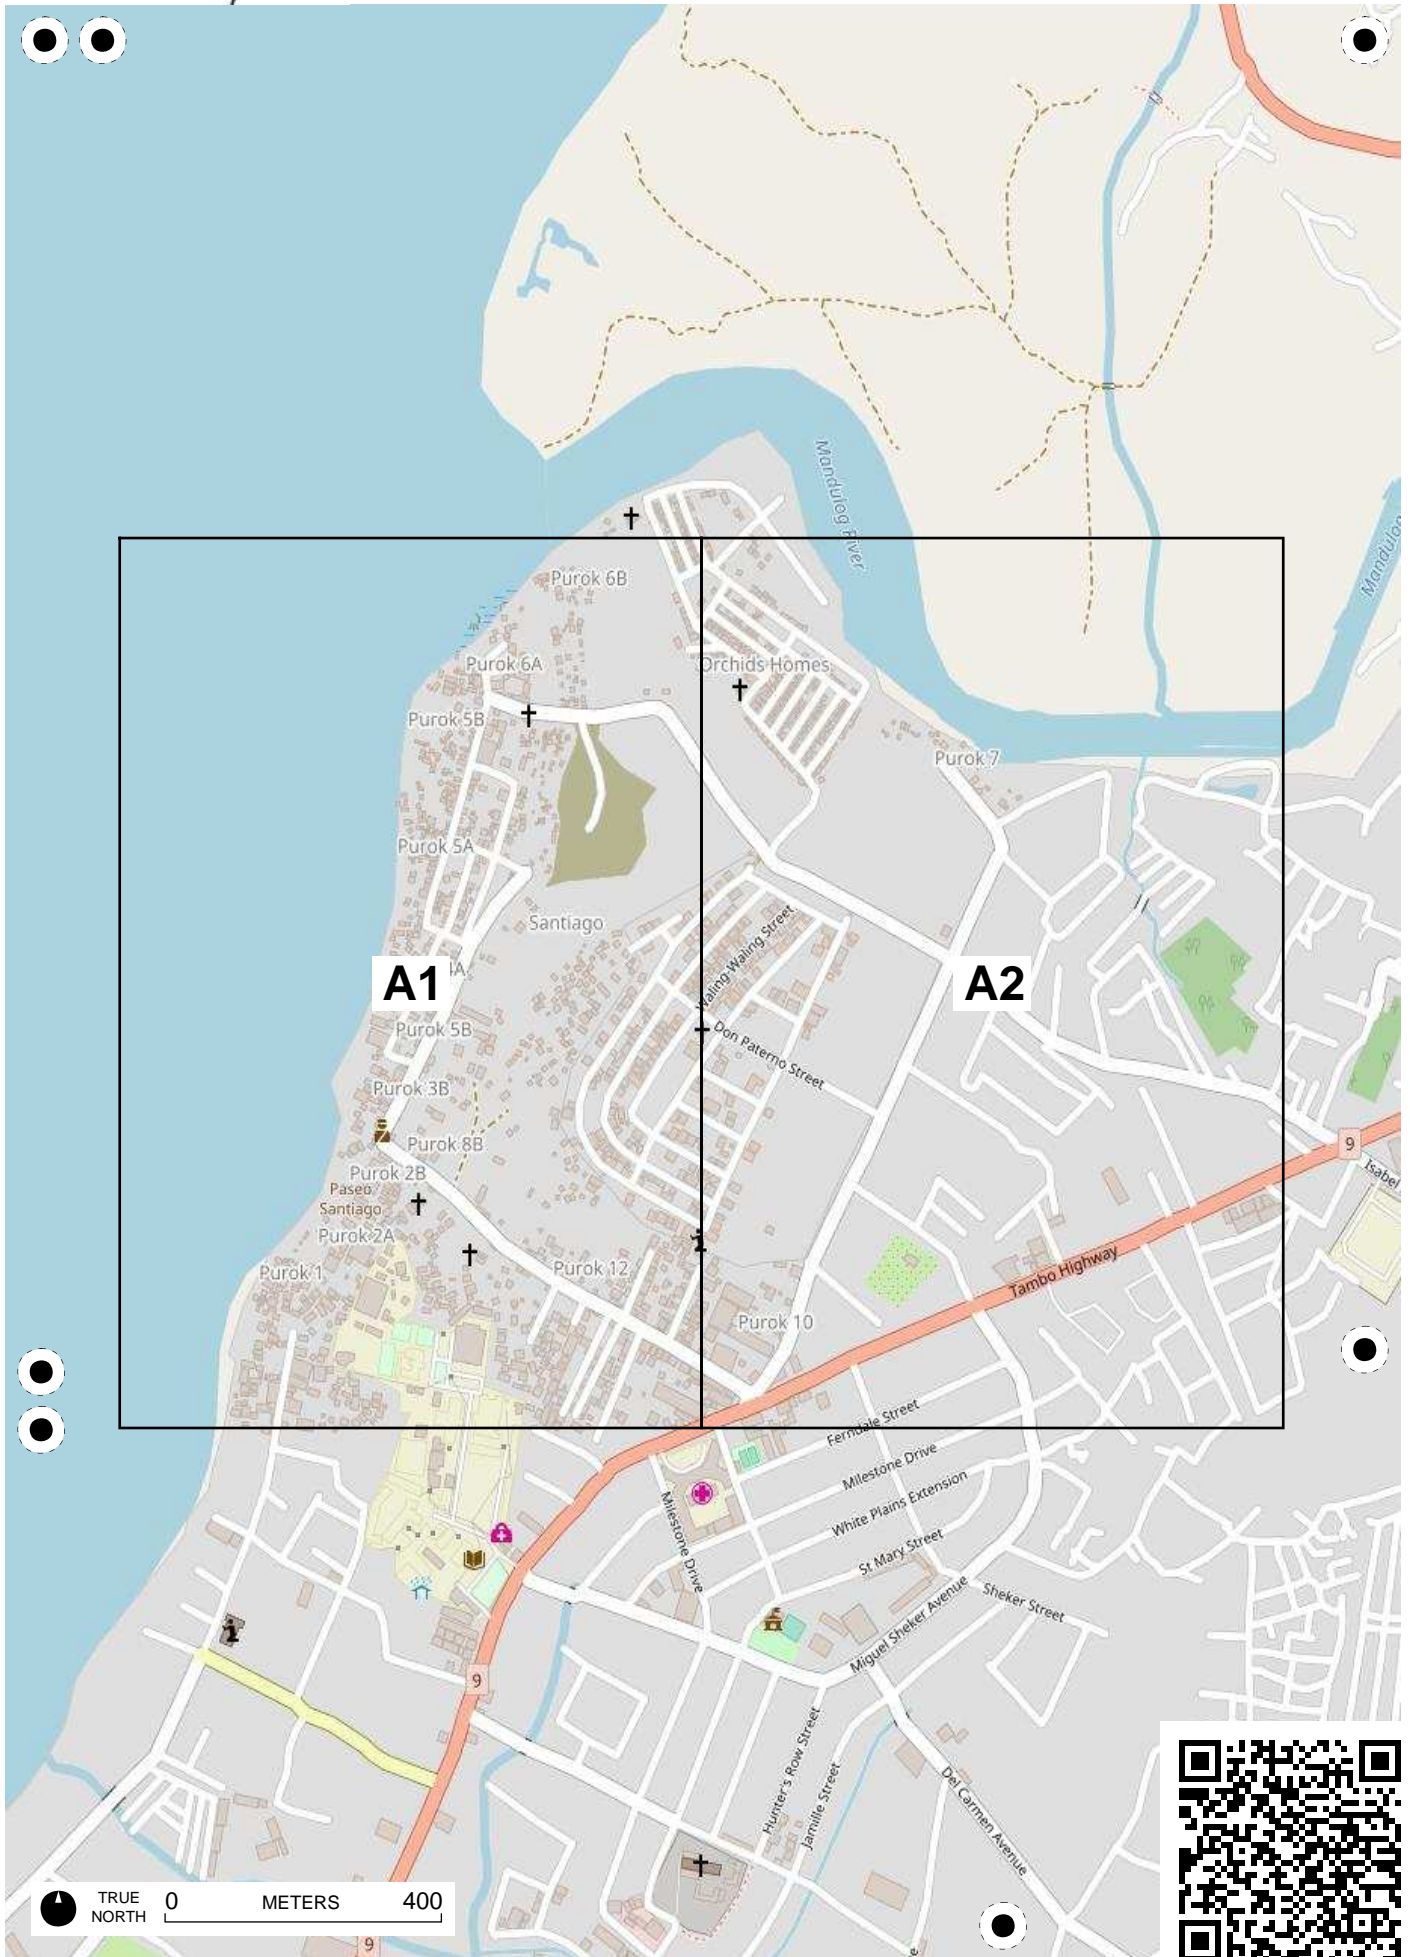 Mandulog River
Purok 6B
Purok 6A
Orchids Homes
Purok 5B
Purok 7
Purok 5A
Santiago
Waling-Waling Street
A1
4A
A2
Purok 5B
Don Paterno Street
Purok 3B
Purok 8B
Purok 2B
9
Isabel
Paseo
Santiago
Purok 2A
Purok 1
Purok 12
Tambo Highway
Purok 10
Ferndale Street
Milestone Drive
White Plains Extension
Milestone Drive
St Mary Street
Sheker Street
Miguel Sheker Avenue
9
Hunter's Row Street
Jamille Street
Del Carmen Avenue
TRUE
NORTH
0 METERS 400
9
e